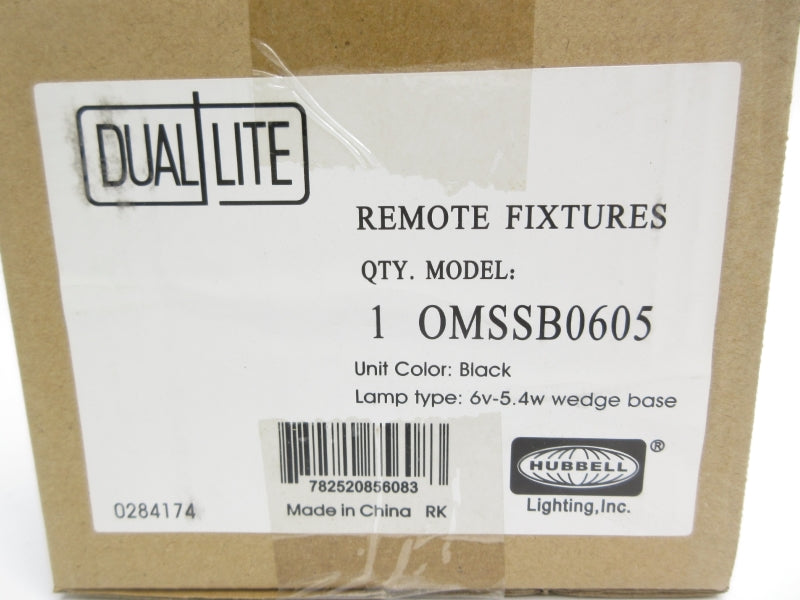 DUAL LITE
REMOTE FIXTURES
QTY. MODEL:
1 OMSSB0605
Unit Color: Black
Lamp type: 6v-5.4w wedge base
782520856083
HUBBELL ®
0284174
Made in China RK
Lighting,Inc.